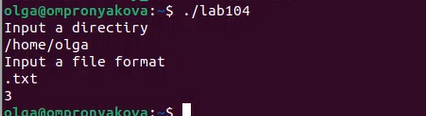 olga@ompronyakova:~$ ./lab104
Input a directiry
/home/olga
Input a file format
.txt
3
olga@ompronyakova:~$